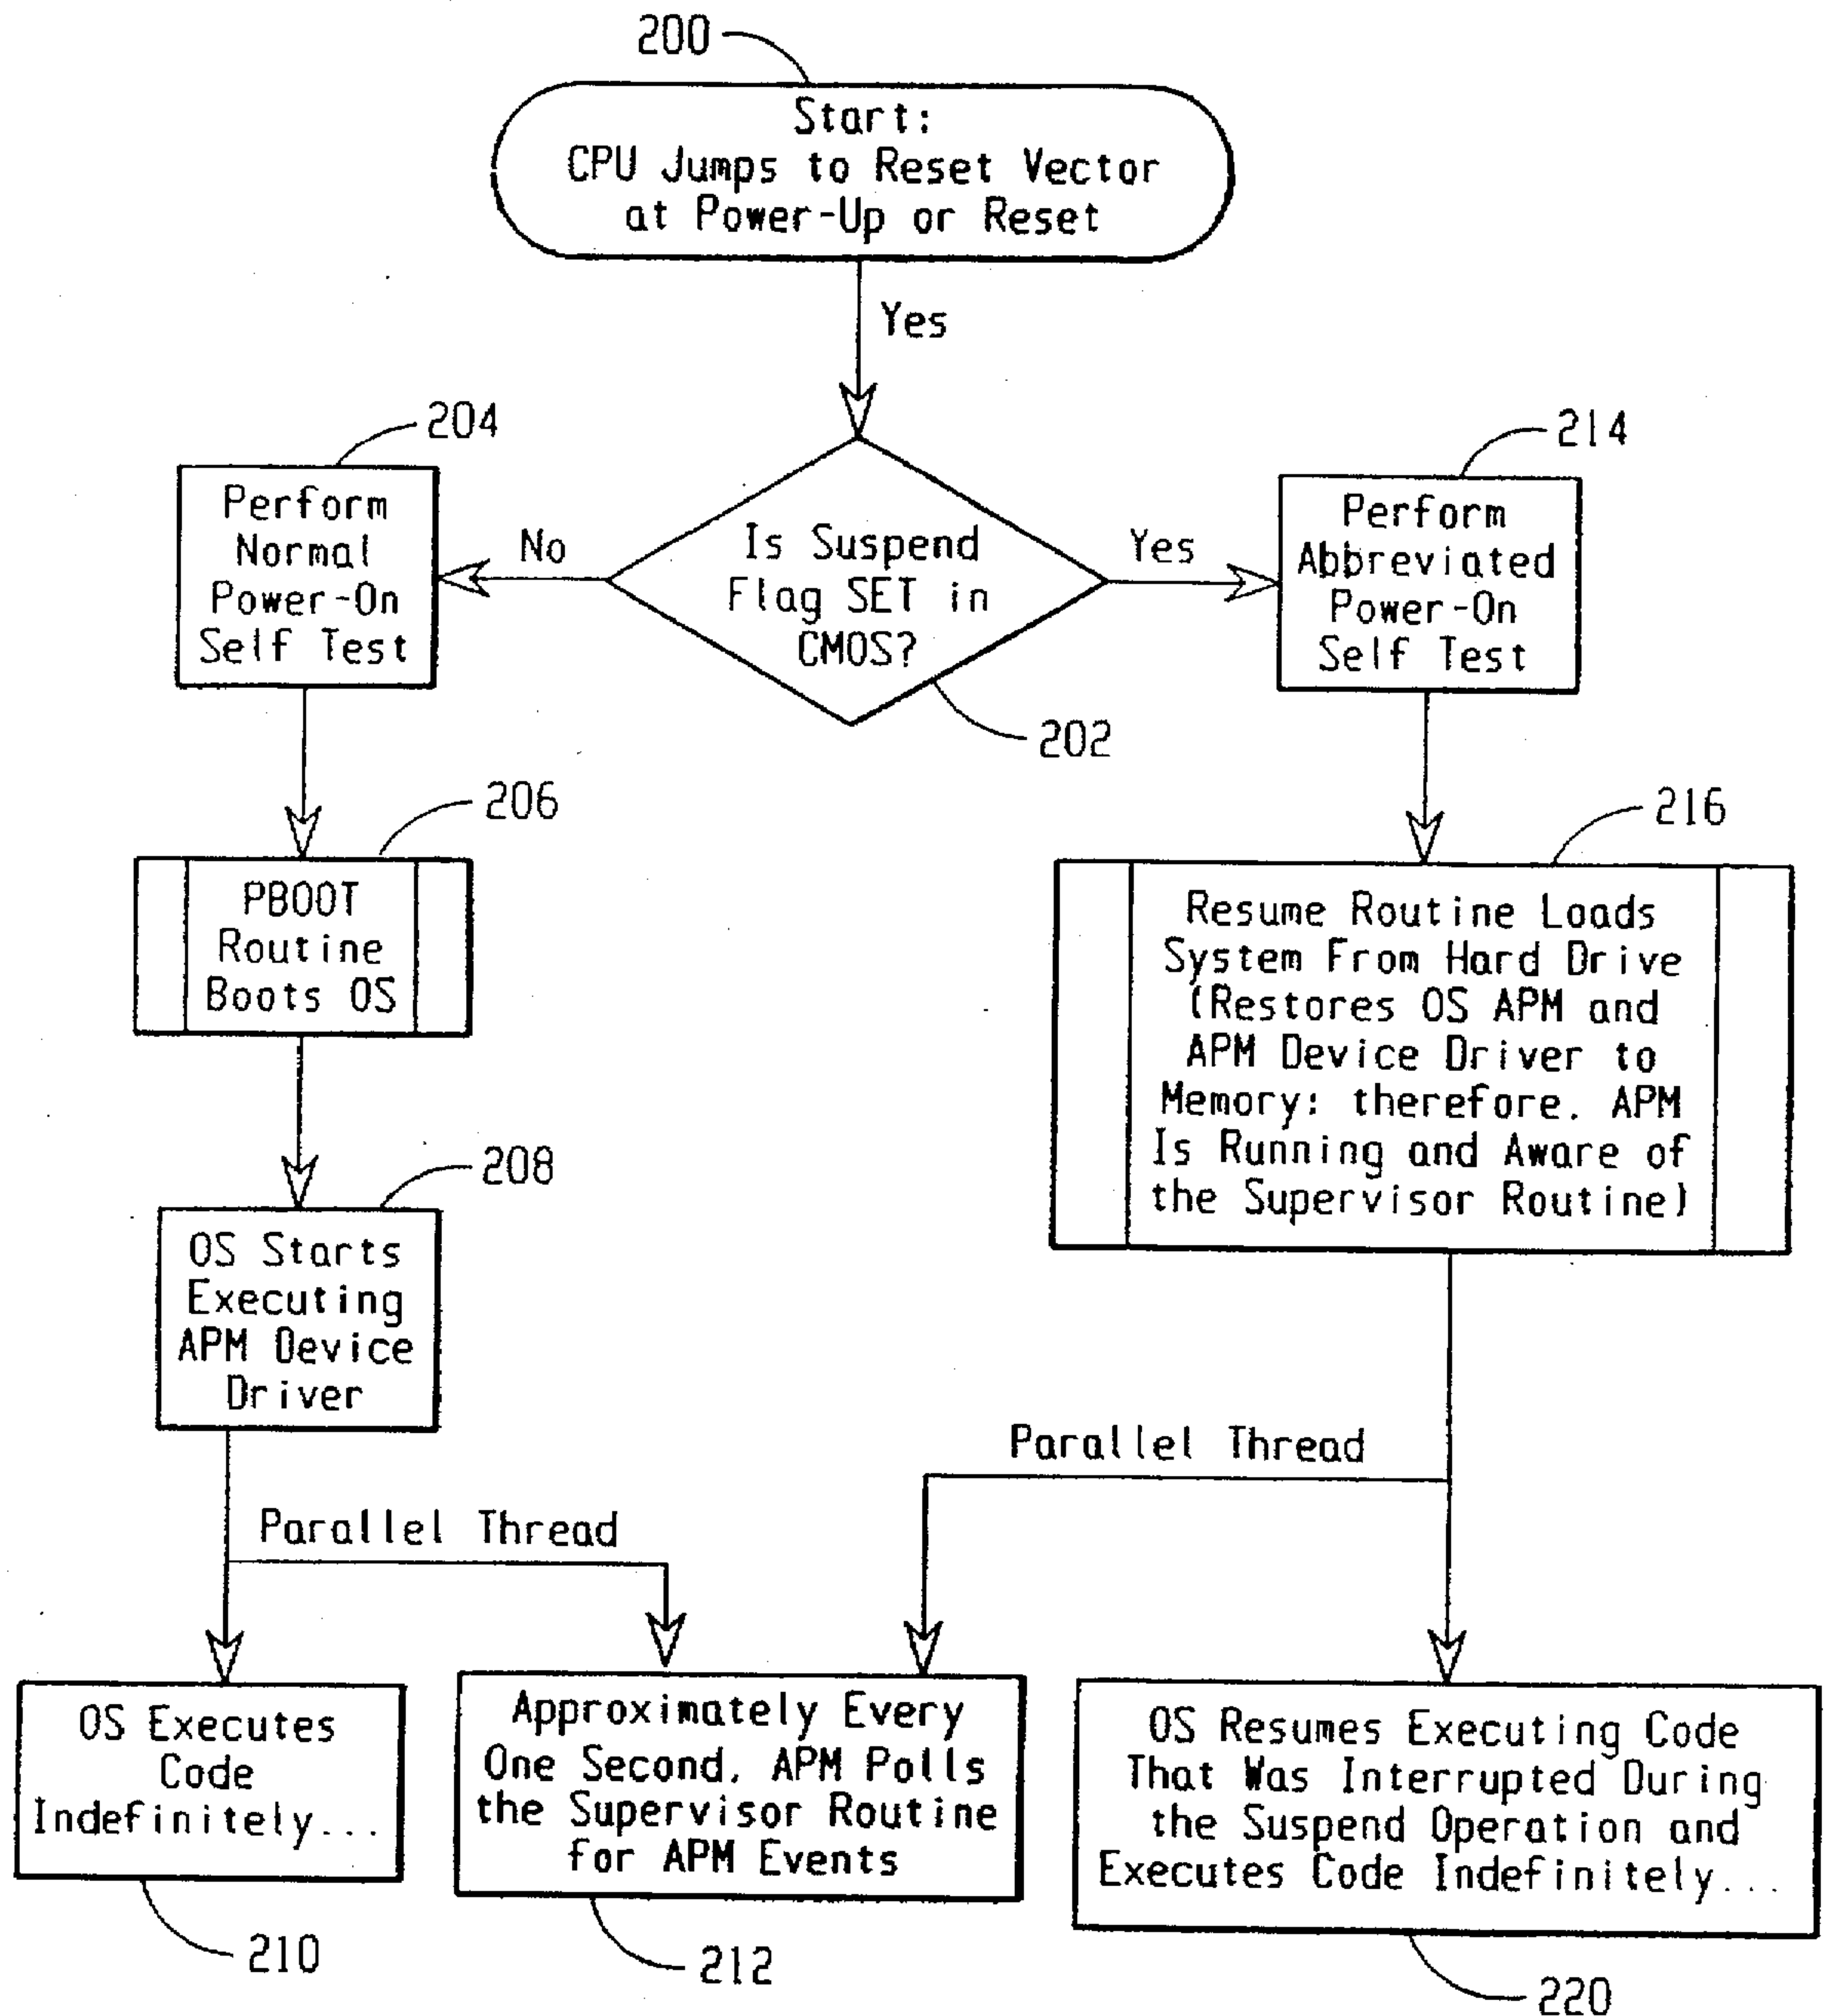 200
Start:
CPU Jumps to Reset Vector
at Power-Up or Reset
Yes
204
Perform
Normal
Power-On
Self Test
No
Is Suspend
Flag SET in
CMOS?
202
Yes
214
Perform
Abbreviated
Power-On
Self Test
206
PBOOT
Routine
Boots OS
216
Resume Routine Loads
System From Hard Drive
(Restores OS APM and
APM Device Driver to
Memory: therefore, APM
Is Running and Aware of
the Supervisor Routine)
208
OS Starts
Executing
APM Device
Driver
Parallel Thread
Parallel Thread
OS Executes
Code
Indefinitely...
210
Approximately Every
One Second, APM Polls
the Supervisor Routine
for APM Events
212
OS Resumes Executing Code
That Was Interrupted During
the Suspend Operation and
Executes Code Indefinitely...
220